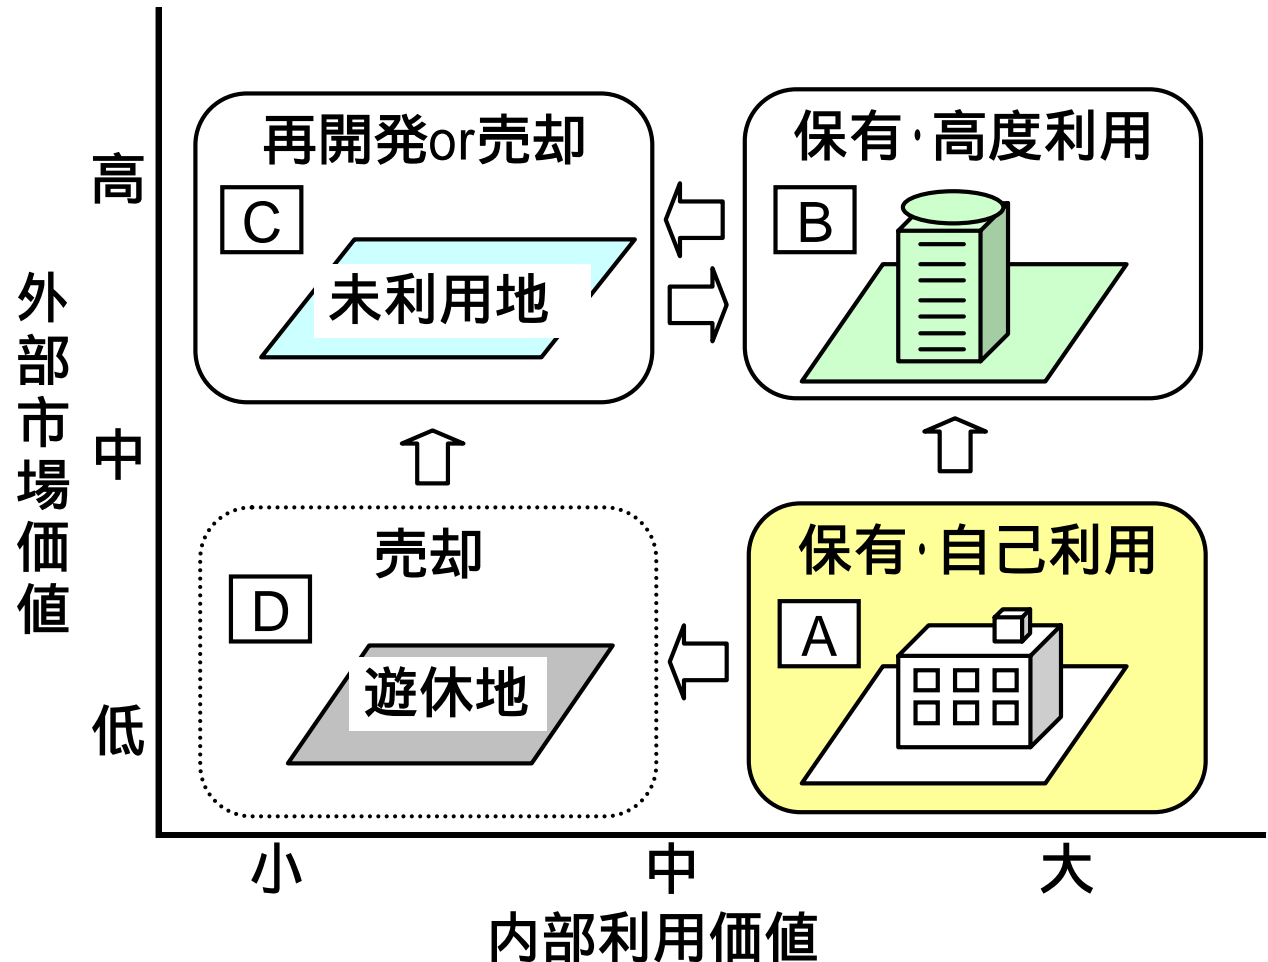 外部市場価値
高
中
低
再開発or売却
C
未利用地
保有・高度利用
B
売却
D
遊休地
保有・自己利用
A
小
中
大
内部利用価値